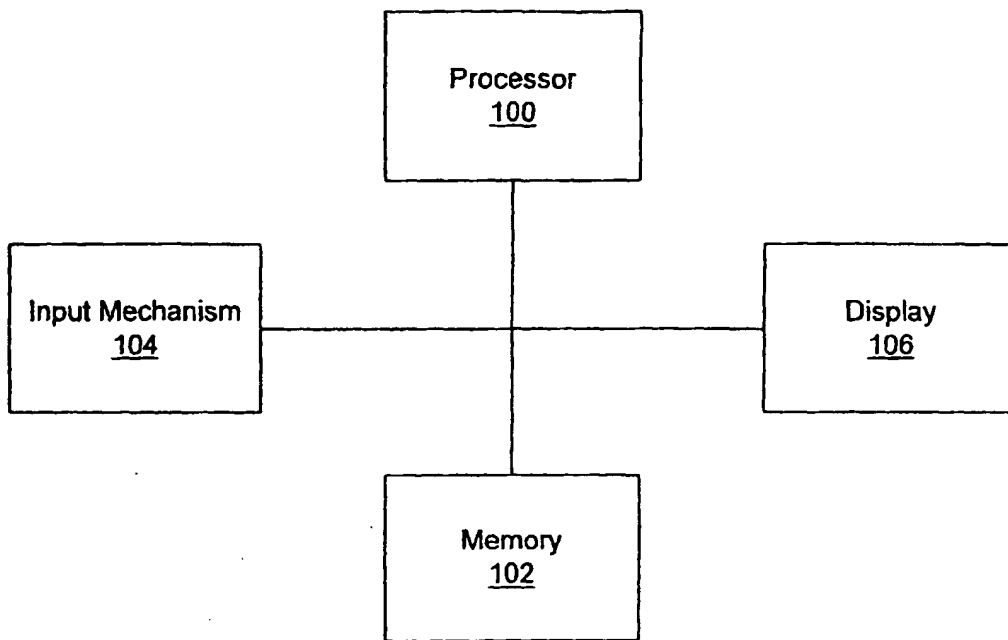 Processor
100
Input Mechanism
104
Display
106
Memory
102